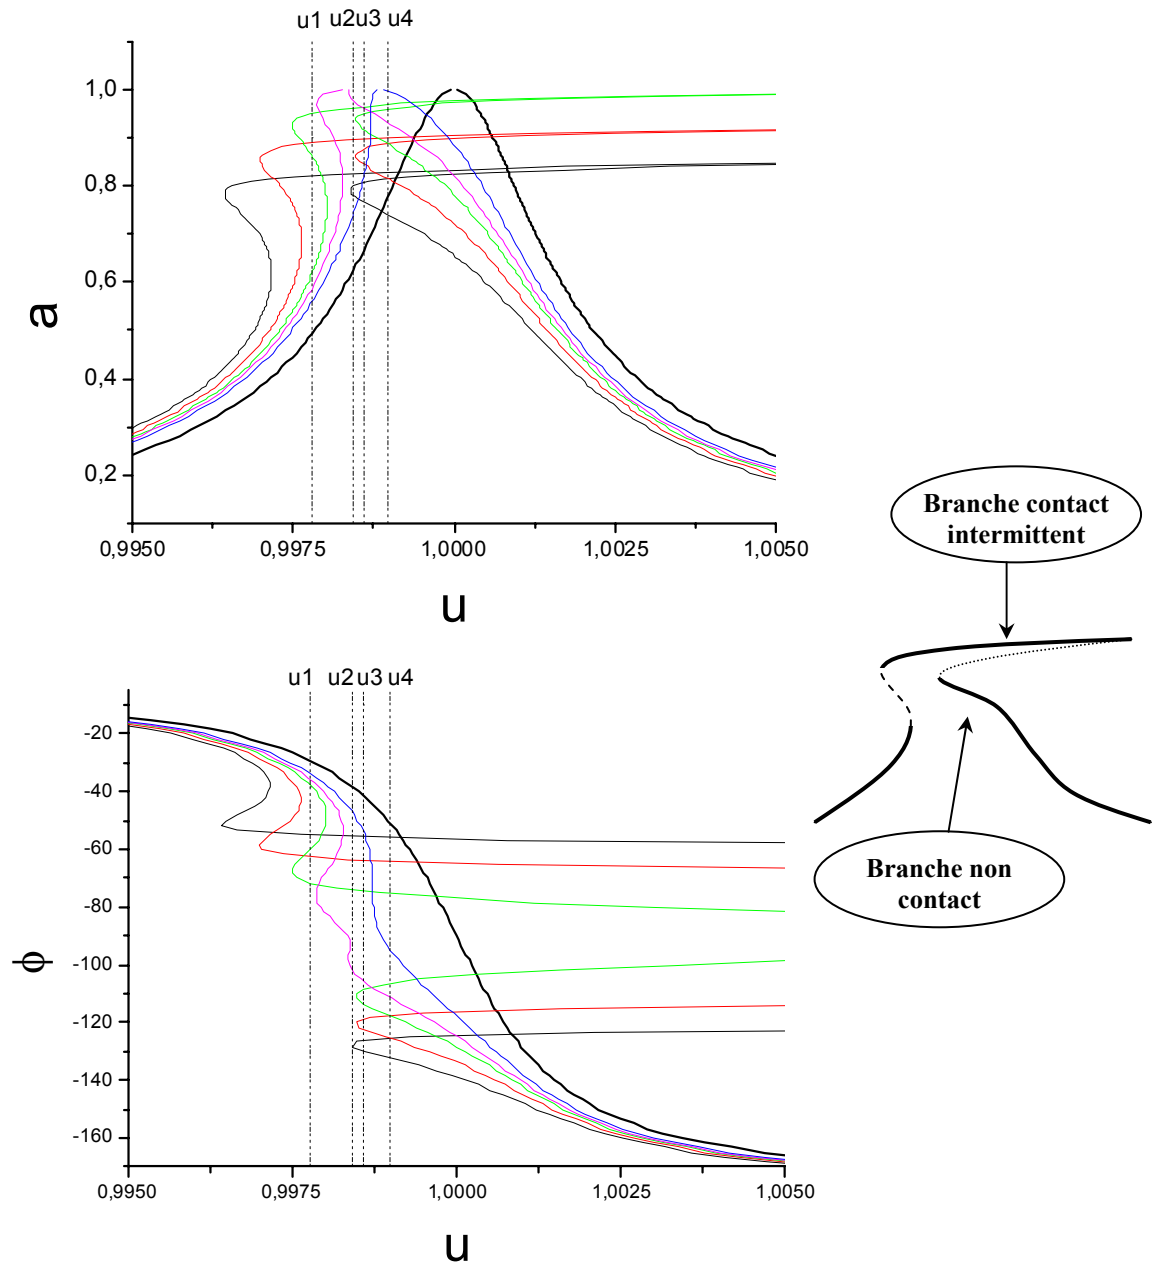 u1 u2u3 u4
1,0
0,8
0,6
0,4
0,2
a
0,9950 0,9975 1,0000 1,0025 1,0050
u
Branche contact
intermittent
u1 u2 u3 u4
-20
-40
-60
-80
-100
-120
-140
-160
ϕ
0,9950 0,9975 1,0000 1,0025 1,0050
u
Branche non
contact